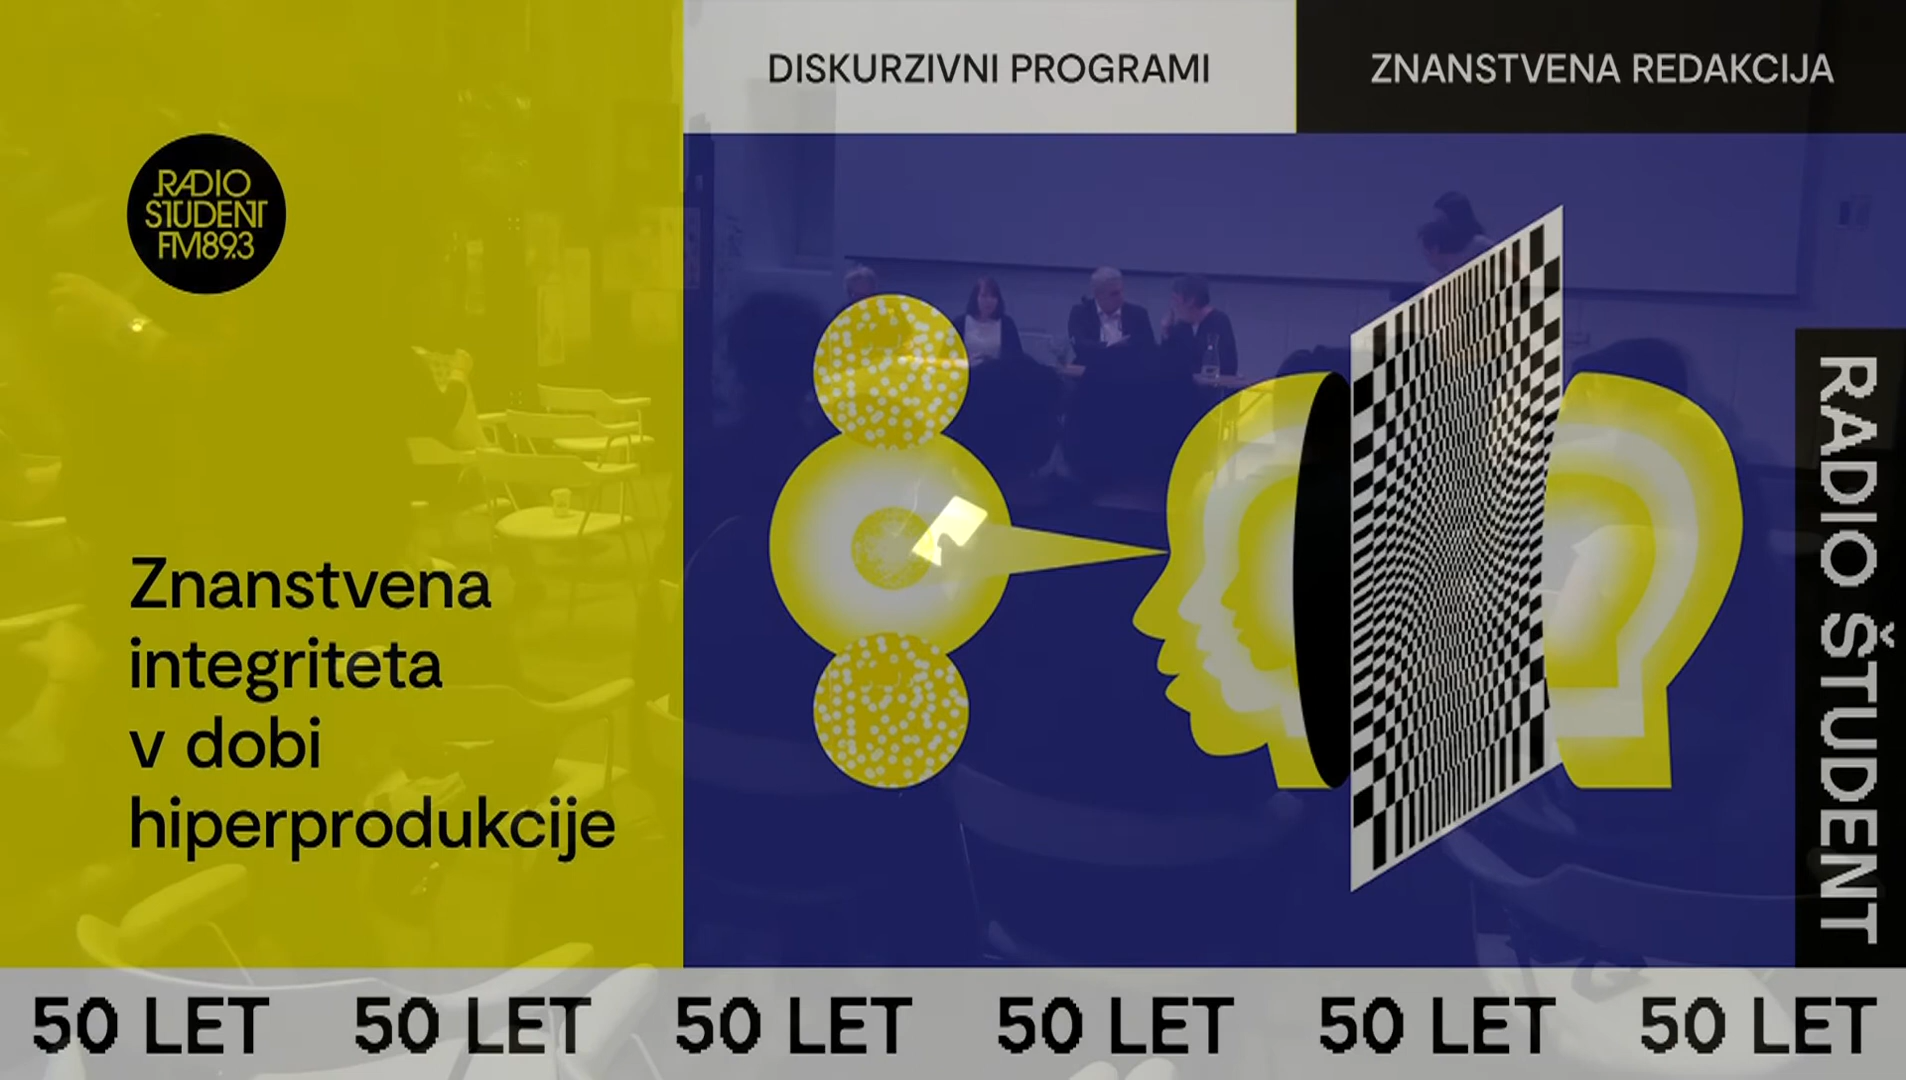 DISKURZIVNI PROGRAMI
ZNANSTVENA REDAKCIJA
RADIO
ŠTUDENT
FM89.3
Znanstvena
integriteta
v dobi
hiperprodukcije
RADIO ŠTUDENT
50 LET 50 LET 50 LET 50 LET 50 LET 50 LET